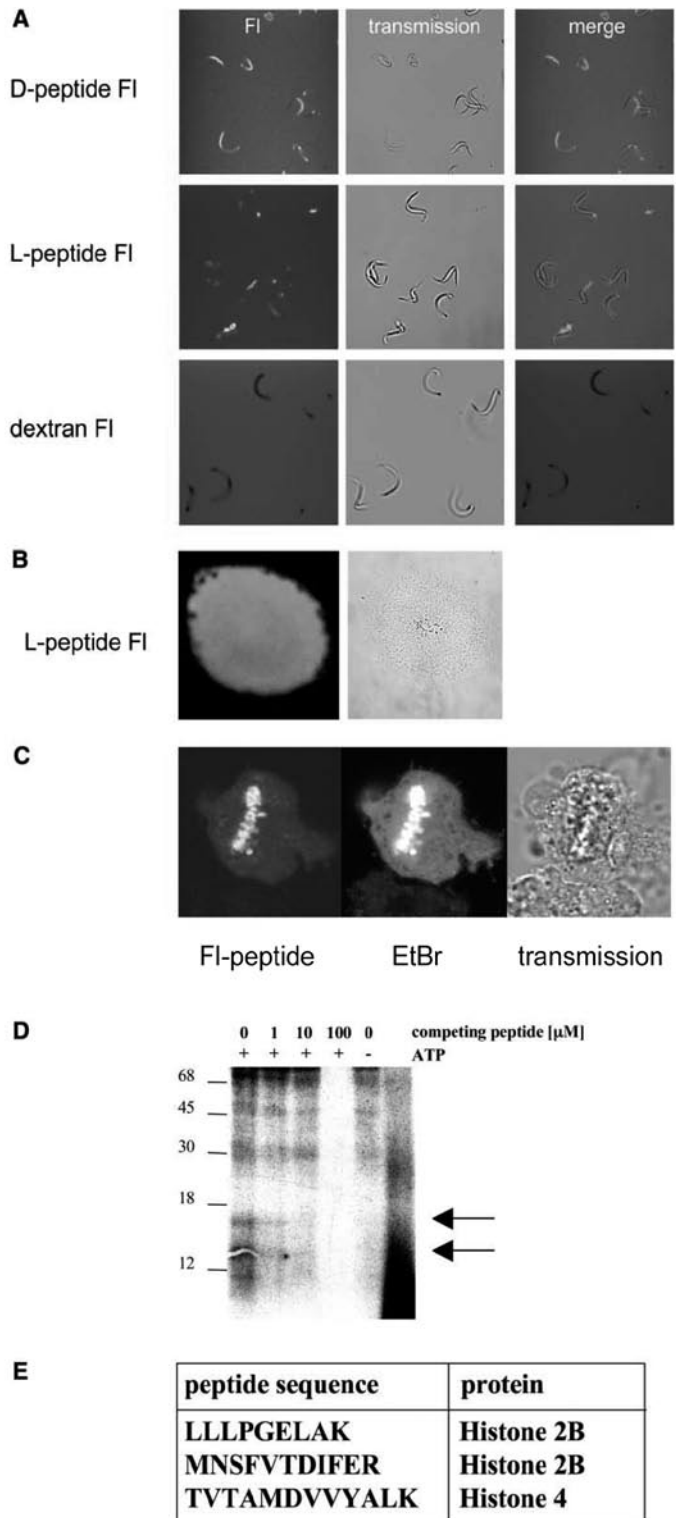 A
Fl transmission merge
D-peptide Fl
L-peptide Fl
dextran Fl
B
L-peptide Fl
C
Fl-peptide EtBr transmission
D
0 1 10 100 0 competing peptide [µM]
+ + + + - ATP
68
45
30
18
12
E
peptide sequence protein
LLLPGELAK Histone 2B
MNSFVTDIFER Histone 2B
TVTAMDVVYALK Histone 4